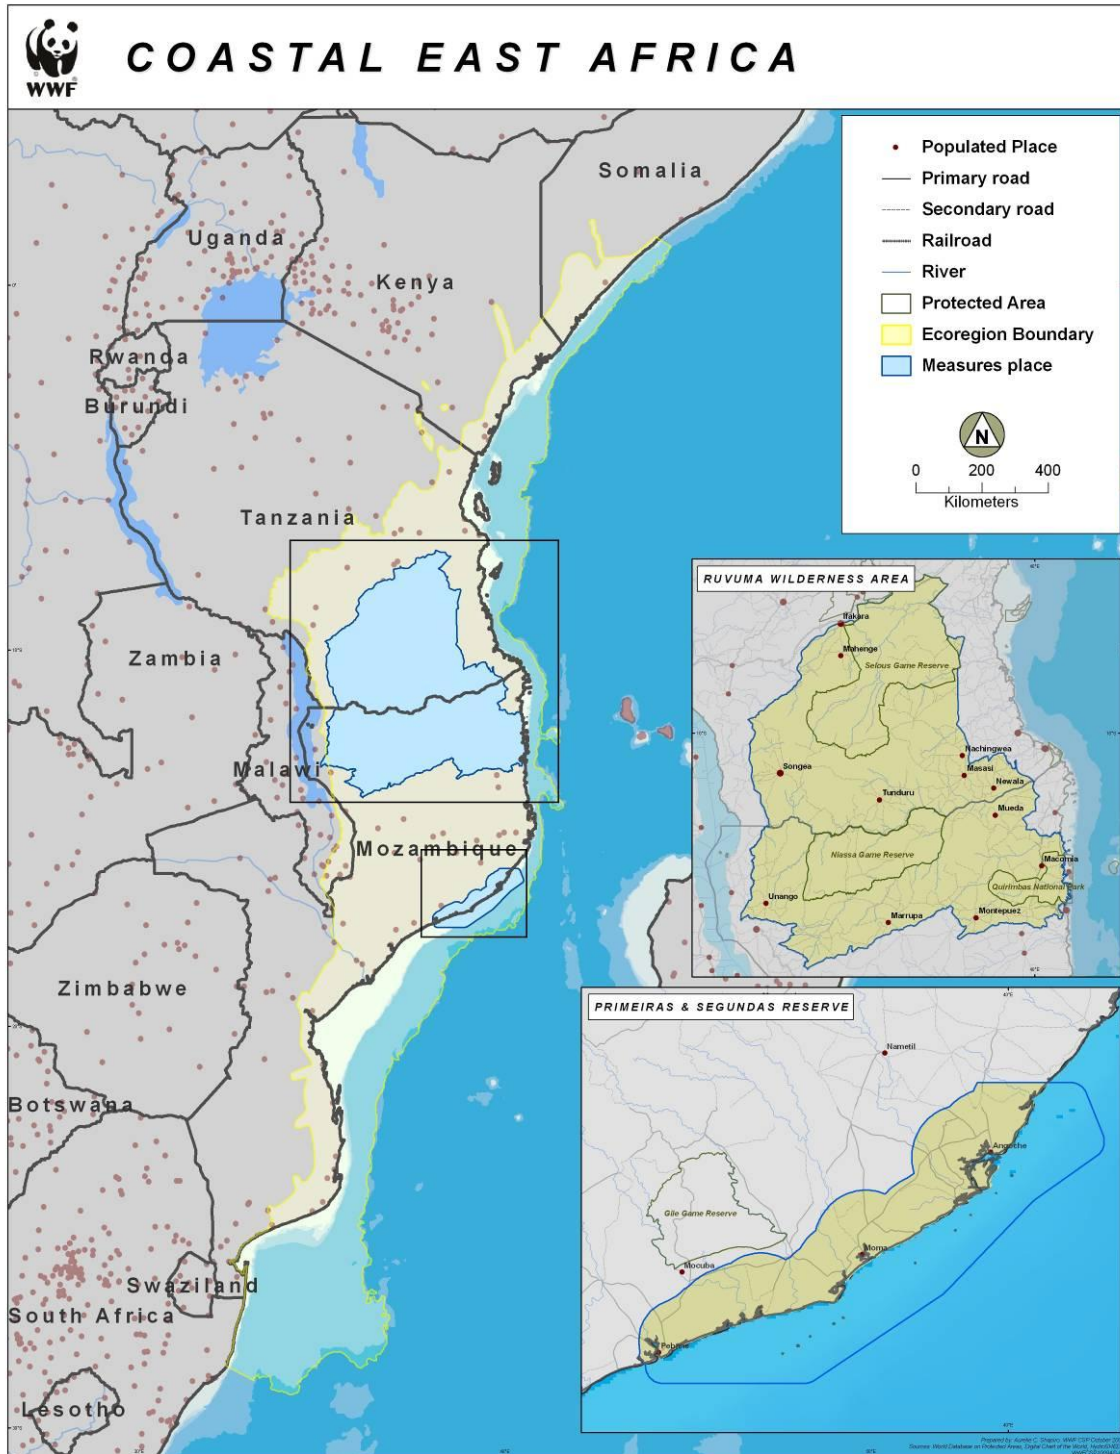 WWF
COASTAL EAST AFRICA
Somalia
Uganda
Kenya
Rwanda
Burundi
Tanzania
Zambia
Malawi
Mozambique
Zimbabwe
Botswana
Swaziland
South Africa
Lesotho
Populated Place
Primary road
Secondary road
Railroad
River
Protected Area
Ecoregion Boundary
Measures place
N
0 200 400
Kilometers
RUVUMA WILDERNESS AREA
Ifakara
Mahenge
Selous Game Reserve
Nachingwea
Songea
Masasi
Newala
Tunduru
Mueda
Niassa Game Reserve
Macomia
Quirimbas National Park
Unango
Marrupa
Montepuez
PRIMEIRAS & SEGUNDAS RESERVE
Nametil
Angoche
Gile Game Reserve
Moma
Mocuba
Pebane